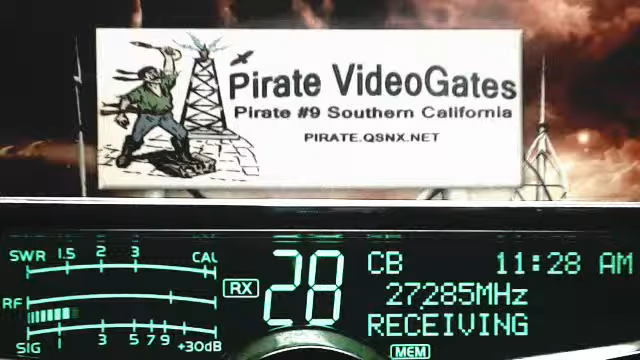 Pirate VideoGates
Pirate #9 Southern California
PIRATE.QSNX.NET
SWR 1.5 2 3 CAL
RF
3 5 7 9 +30dB
SIG
RX
28
CB 11:28 AM
27285MHz
RECEIVING
MEM